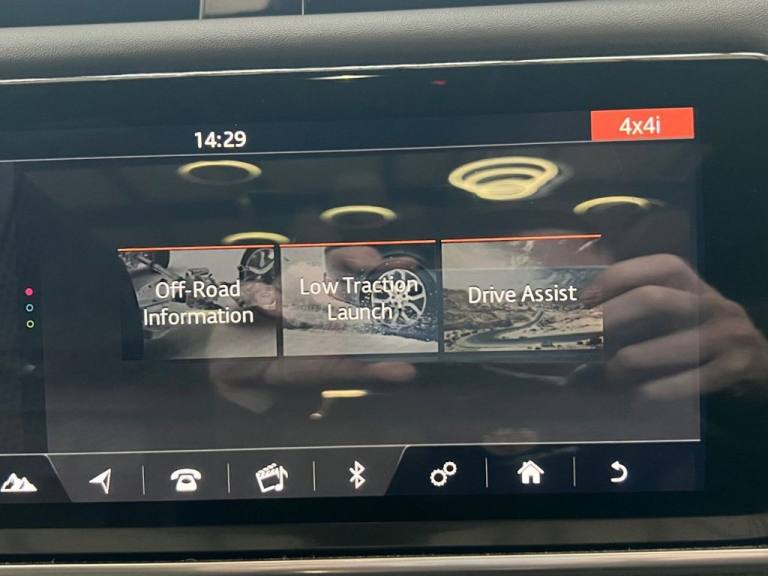 14:29
4x4i
Off-Road
Information
Low Traction
Launch
Drive Assist